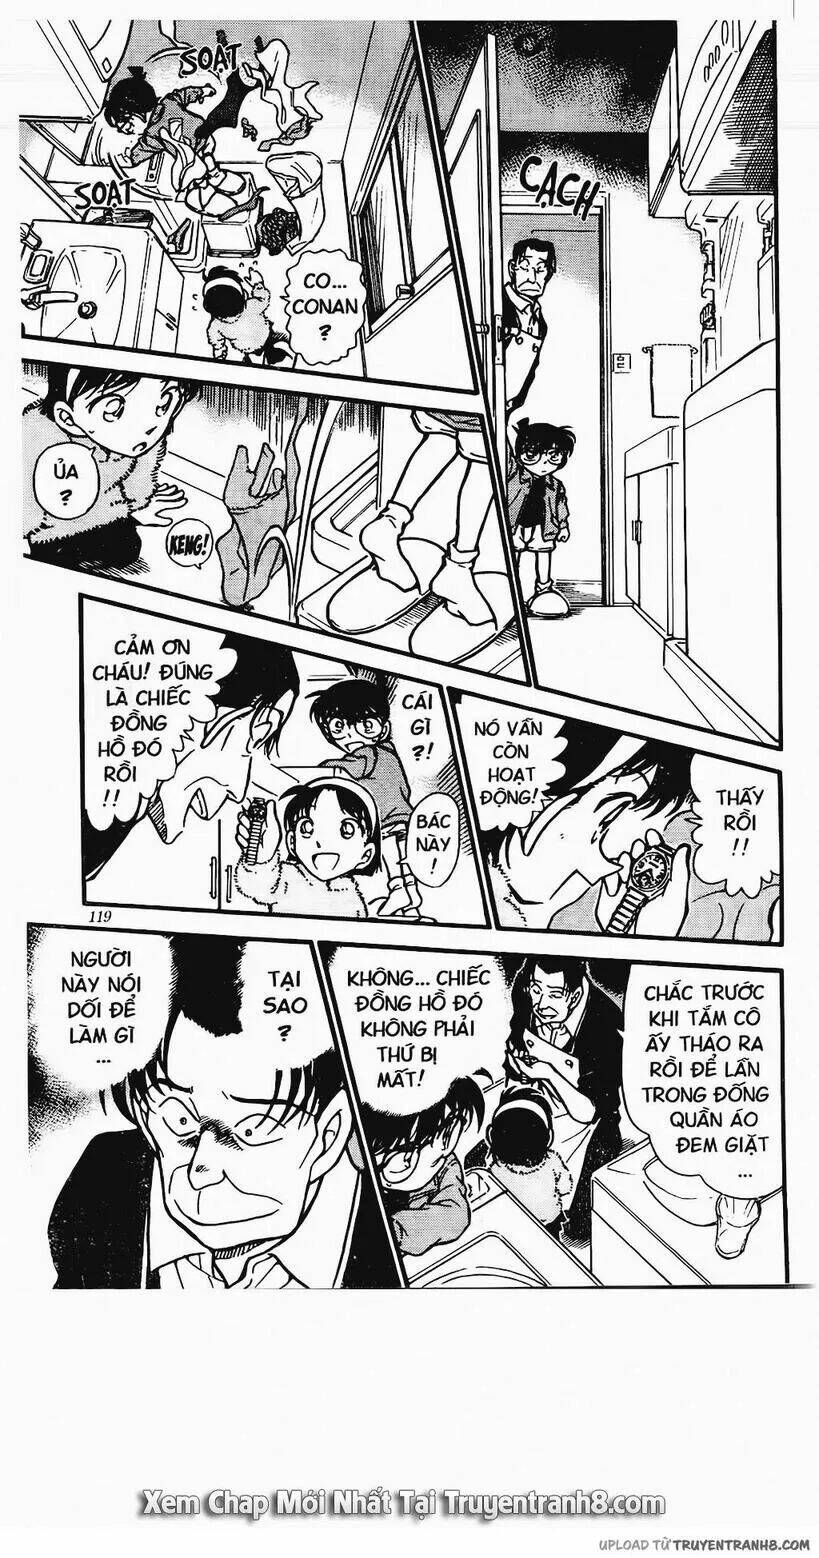 CẠCH
SOẠT
SOẠT
CO...
CONAN
?
ỦA
?
KENG!
NÓ VẪN
CÒN
HOẠT
ĐỘNG!
THẤY
RỒI
!!
CẢM ƠN
CHÁU! ĐÚNG
LÀ CHIẾC
ĐỒNG
HỒ ĐÓ
RỒI
!!
CÁI
GÌ
?!
BÁC
NÀY
!
119
CHẮC TRƯỚC
KHI TẮM CÔ
ẤY THÁO RA
RỒI ĐỂ LẪN
TRONG ĐỐNG
QUẦN ÁO
ĐEM GIẶT
...
KHÔNG... CHIẾC
ĐỒNG HỒ ĐÓ
KHÔNG PHẢI
THỨ BỊ
MẤT!
TẠI
SAO
?
NGƯỜI
NÀY NÓI
DỐI ĐỂ
LÀM GÌ
...
Xem Chap Mới Nhất Tại Truyentranh8.com
UPLOAD TỪ TRUYENTRANH8.COM